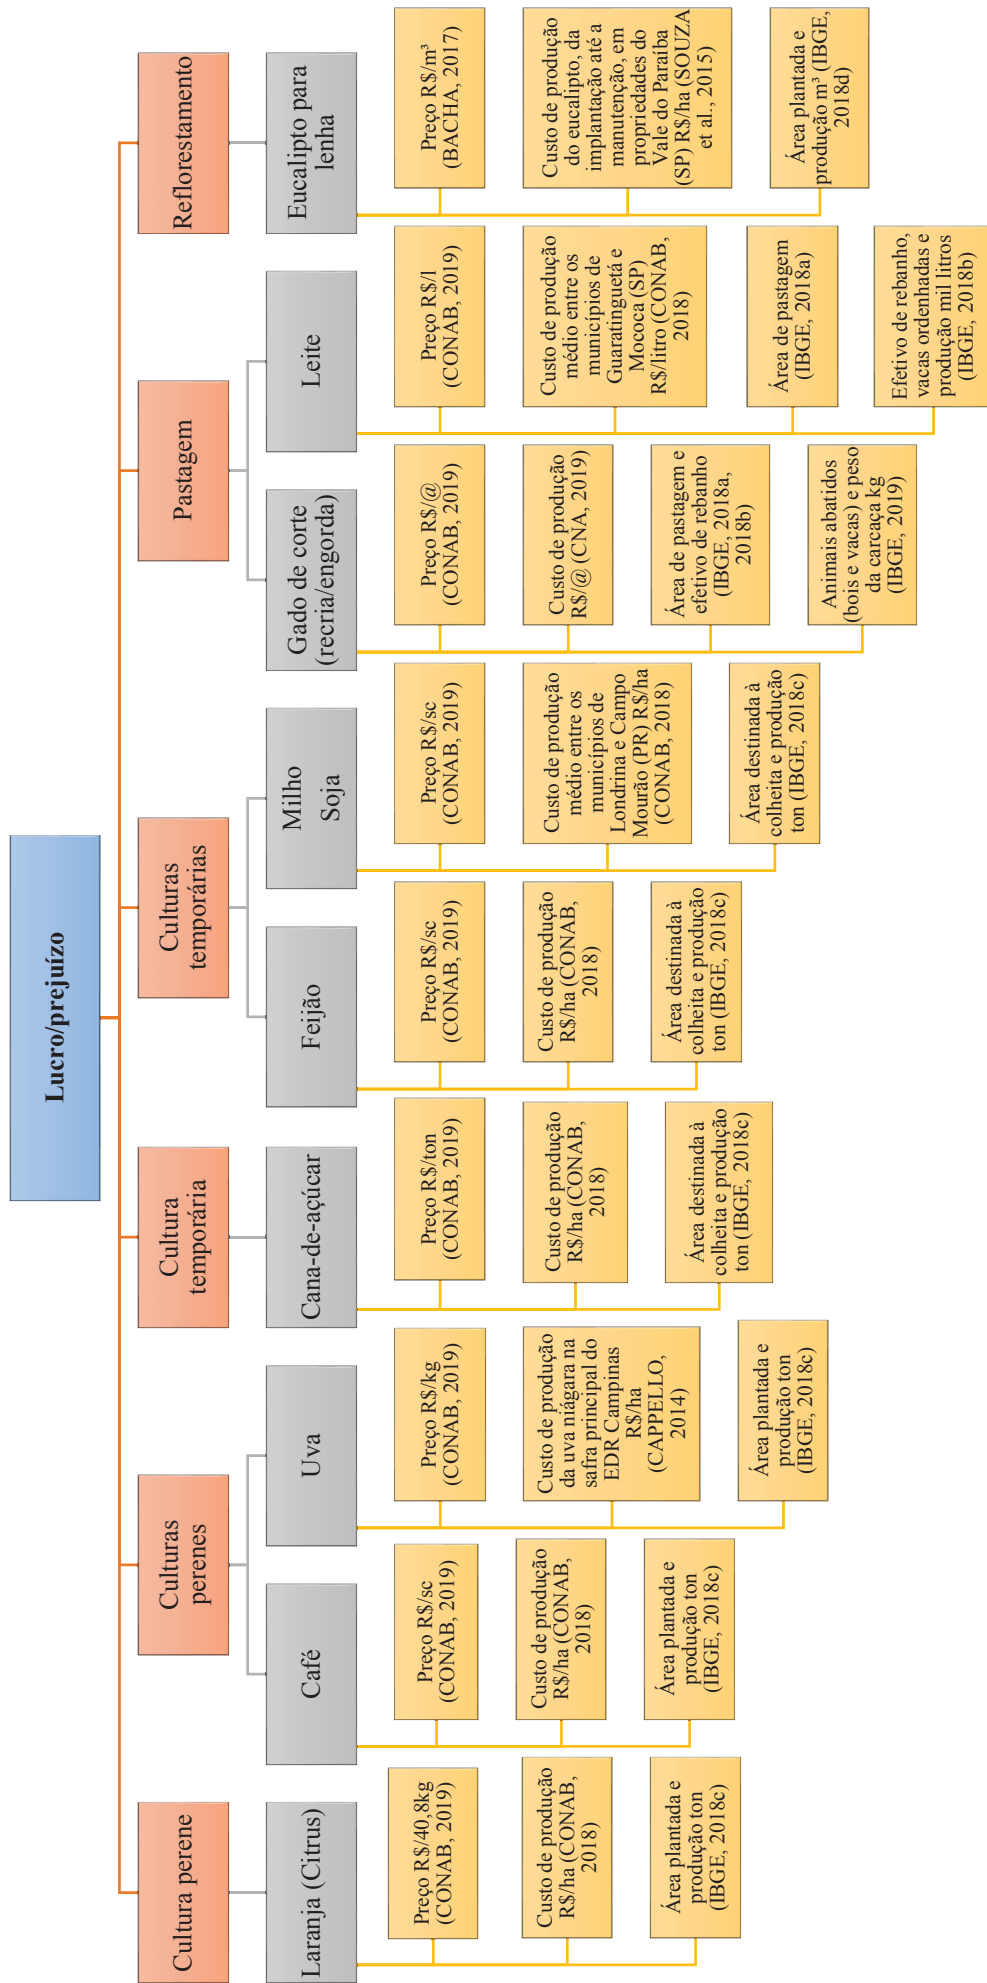 Lucro/prejuízo
Cultura perene
Laranja (Citrus)
Preço R$/40,8kg
(CONAB, 2019)
Custo de produção
R$/ha (CONAB,
2018)
Área plantada e
produção ton
(IBGE, 2018c)
Culturas
perenes
Café
Preço R$/sc
(CONAB, 2019)
Custo de produção
R$/ha (CONAB,
2018)
Área plantada e
produção ton
(IBGE, 2018c)
Uva
Preço R$/kg
(CONAB, 2019)
Custo de produção
da uva niágara na
safra principal do
EDR Campinas
R$/ha
(CAPPELLO,
2014)
Área plantada e
produção ton
(IBGE, 2018c)
Cultura
temporária
Cana-de-açúcar
Preço R$/ton
(CONAB, 2019)
Custo de produção
R$/ha (CONAB,
2018)
Área destinada à
colheita e produção
ton (IBGE, 2018c)
Culturas
temporárias
Feijão
Preço R$/sc
(CONAB, 2019)
Custo de produção
R$/ha (CONAB,
2018)
Área destinada à
colheita e produção
ton (IBGE, 2018c)
Milho
Soja
Preço R$/sc
(CONAB, 2019)
Custo de produção
médio entre os
municípios de
Londrina e Campo
Mourão (PR) R$/ha
(CONAB, 2018)
Área destinada à
colheita e produção
ton (IBGE, 2018c)
Pastagem
Gado de corte
(recria/engorda)
Preço R$/@
(CONAB, 2019)
Custo de produção
R$/@ (CNA, 2019)
Área de pastagem e
efetivo de rebanho
(IBGE, 2018a,
2018b)
Animais abatidos
(bois e vacas) e peso
da carcaça kg
(IBGE, 2019)
Leite
Preço R$/l
(CONAB, 2019)
Custo de produção
médio entre os
municípios de
Guaratinguetá e
Mococa (SP)
R$/litro (CONAB,
2018)
Área de pastagem
(IBGE, 2018a)
Efetivo de rebanho,
vacas ordenhadas e
produção mil litros
(IBGE, 2018b)
Reflorestamento
Eucalipto para
lenha
Preço R$/m³
(BACHA, 2017)
Custo de produção
do eucalipto, da
implantação até a
manutenção, em
propriedades do
Vale do Paraíba
(SP) R$/ha (SOUZA
et al., 2015)
Área plantada e
produção m³ (IBGE,
2018d)